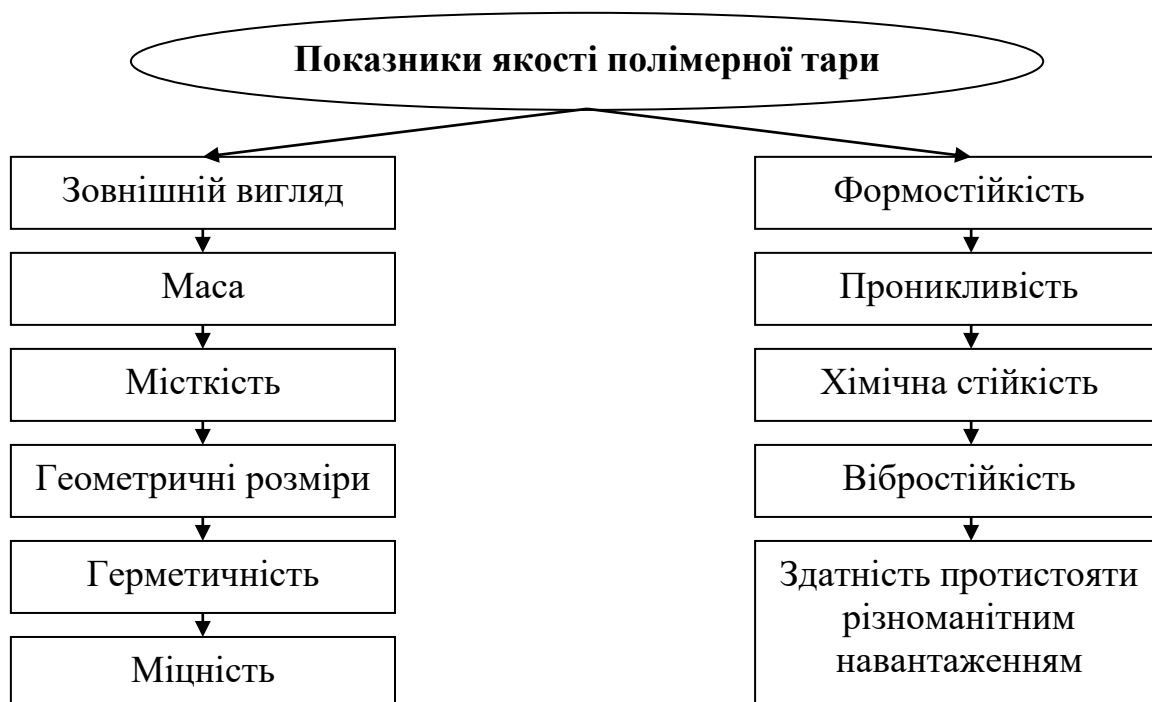 Показники якості полімерної тари
Зовнішній вигляд
Маса
Місткість
Геометричні розміри
Герметичність
Міцність
Формостійкість
Проникливість
Хімічна стійкість
Вібростійкість
Здатність протистояти
різноманітним
навантаженням